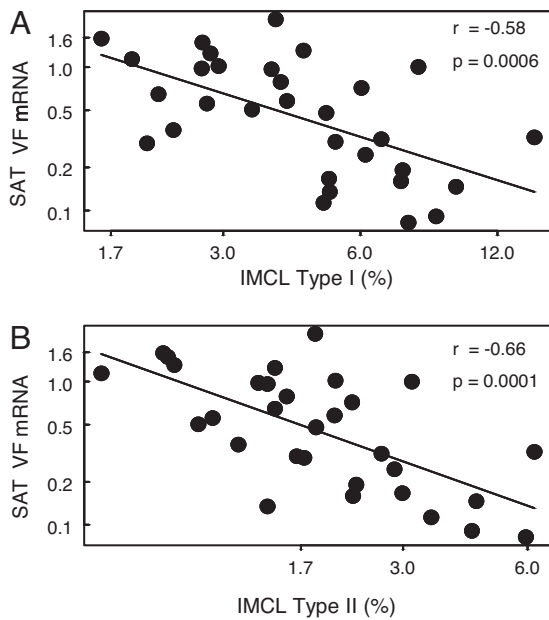 A
r = -0.58
p = 0.0006
SAT VF mRNA
1.6
1.0
0.5
0.2
0.1
1.7 3.0 6.0 12.0
IMCL Type I (%)
B
r = -0.66
p = 0.0001
SAT VF mRNA
1.6
1.0
0.5
0.2
0.1
1.7 3.0 6.0
IMCL Type II (%)